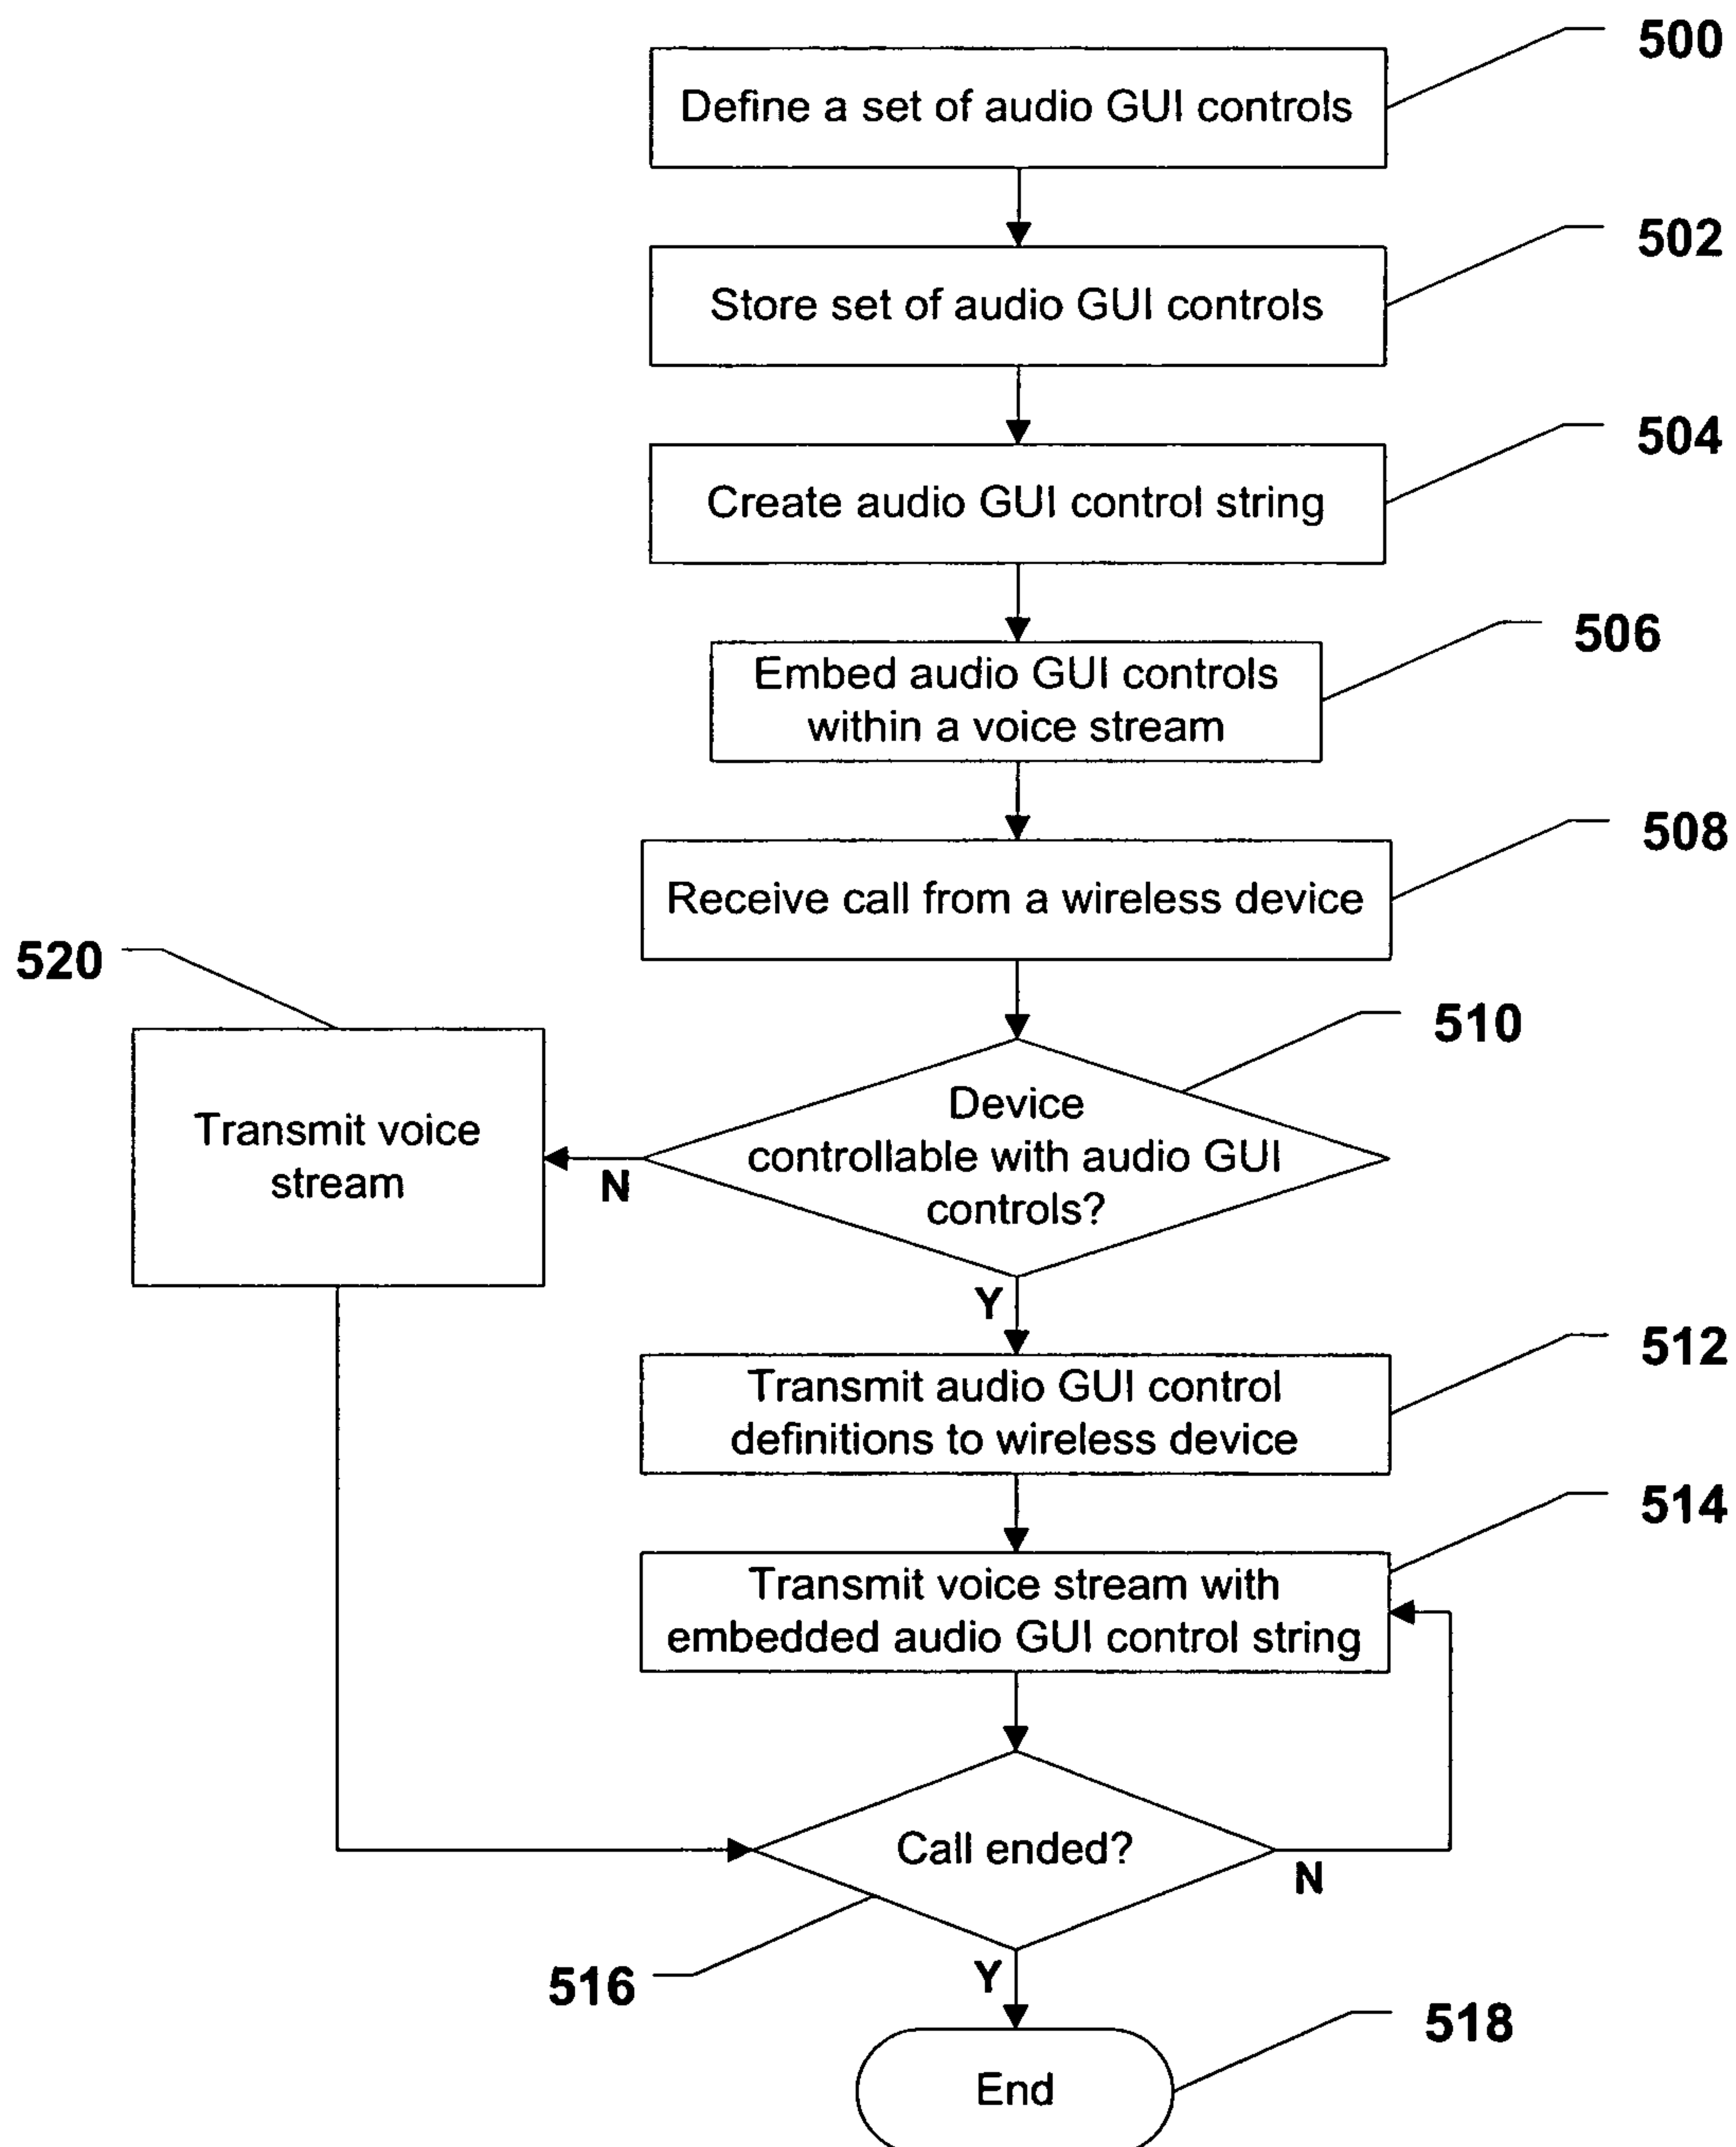 500
Define a set of audio GUI controls
502
Store set of audio GUI controls
504
Create audio GUI control string
506
Embed audio GUI controls
within a voice stream
508
Receive call from a wireless device
520
510
Device
controllable with audio GUI
controls?
Transmit voice
stream
N
Y
512
Transmit audio GUI control
definitions to wireless device
514
Transmit voice stream with
embedded audio GUI control string
Call ended?
N
516
Y
518
End